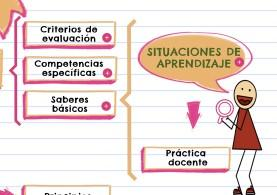 Criterios de
evaluación
Competencias
específicas
Saberes
básicos
SITUACIONES DE
APRENDIZAJE
Práctica
docente